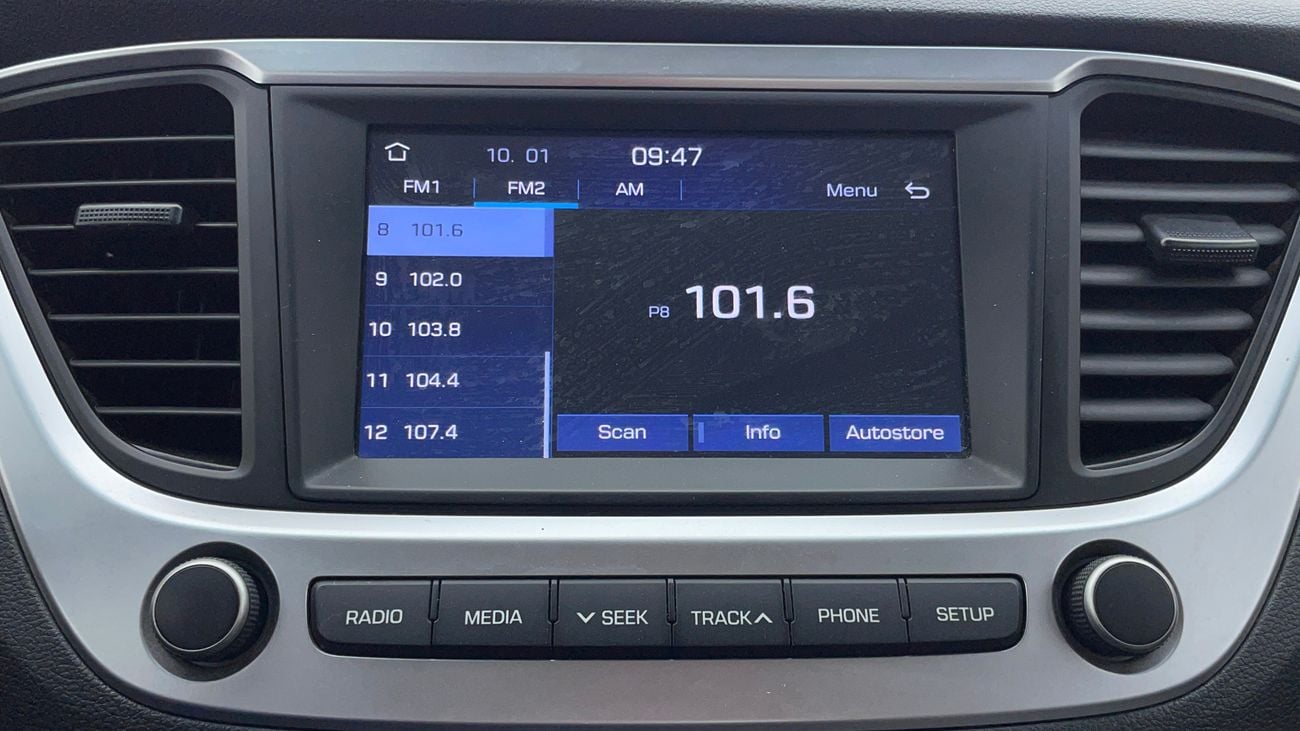 10. 01 09:47
FM1 FM2 AM Menu
8 101.6
9 102.0
10 103.8
11 104.4
12 107.4
P8 101.6
Scan Info Autostore
RADIO MEDIA SEEK TRACK PHONE SETUP